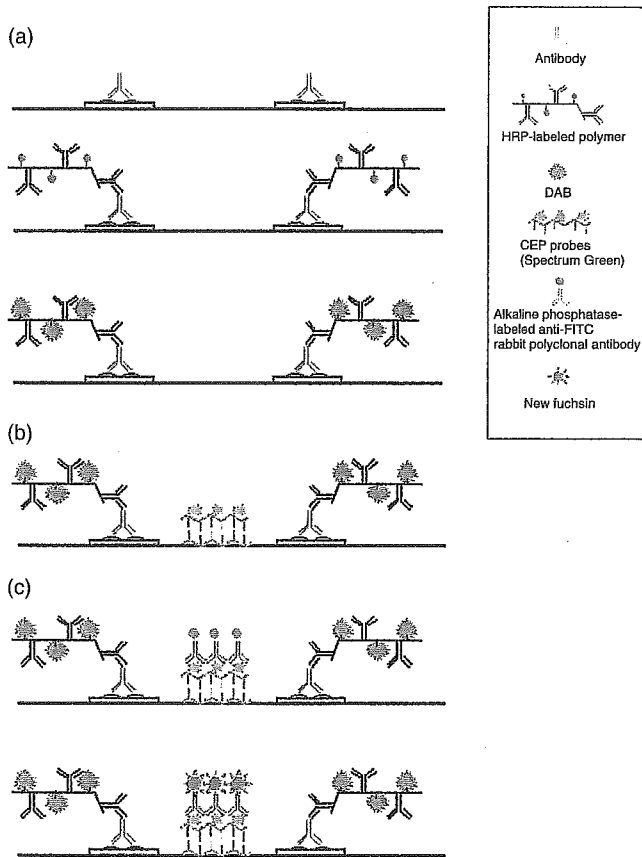 (a)
Antibody
HRP-labeled polymer
DAB
CEP probes
(Spectrum Green)
Alkaline phosphatase-
labeled anti-FITC
rabbit polyclonal antibody
New fuchsin
(b)
(c)